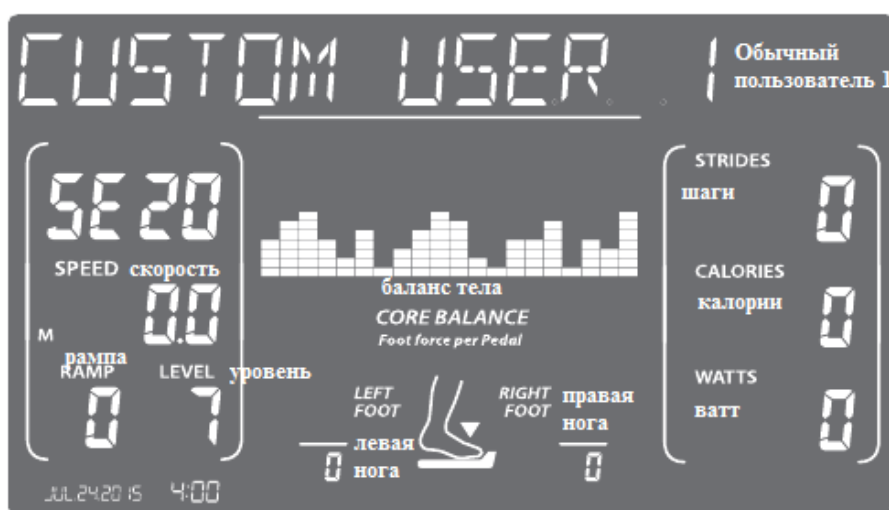 CUSTOM USER 1
Обычный
пользователь 1
SE20
SPEED скорость
0.0
M
рампа
RAMP
LEVEL уровень
0
7
JUL 24.2015 4:00
баланс тела
CORE BALANCE
Foot force per Pedal
LEFT
FOOT
левая
нога
0
RIGHT
FOOT
правая
нога
0
STRIDES
шаги
0
CALORIES
калории
0
WATTS
ватт
0